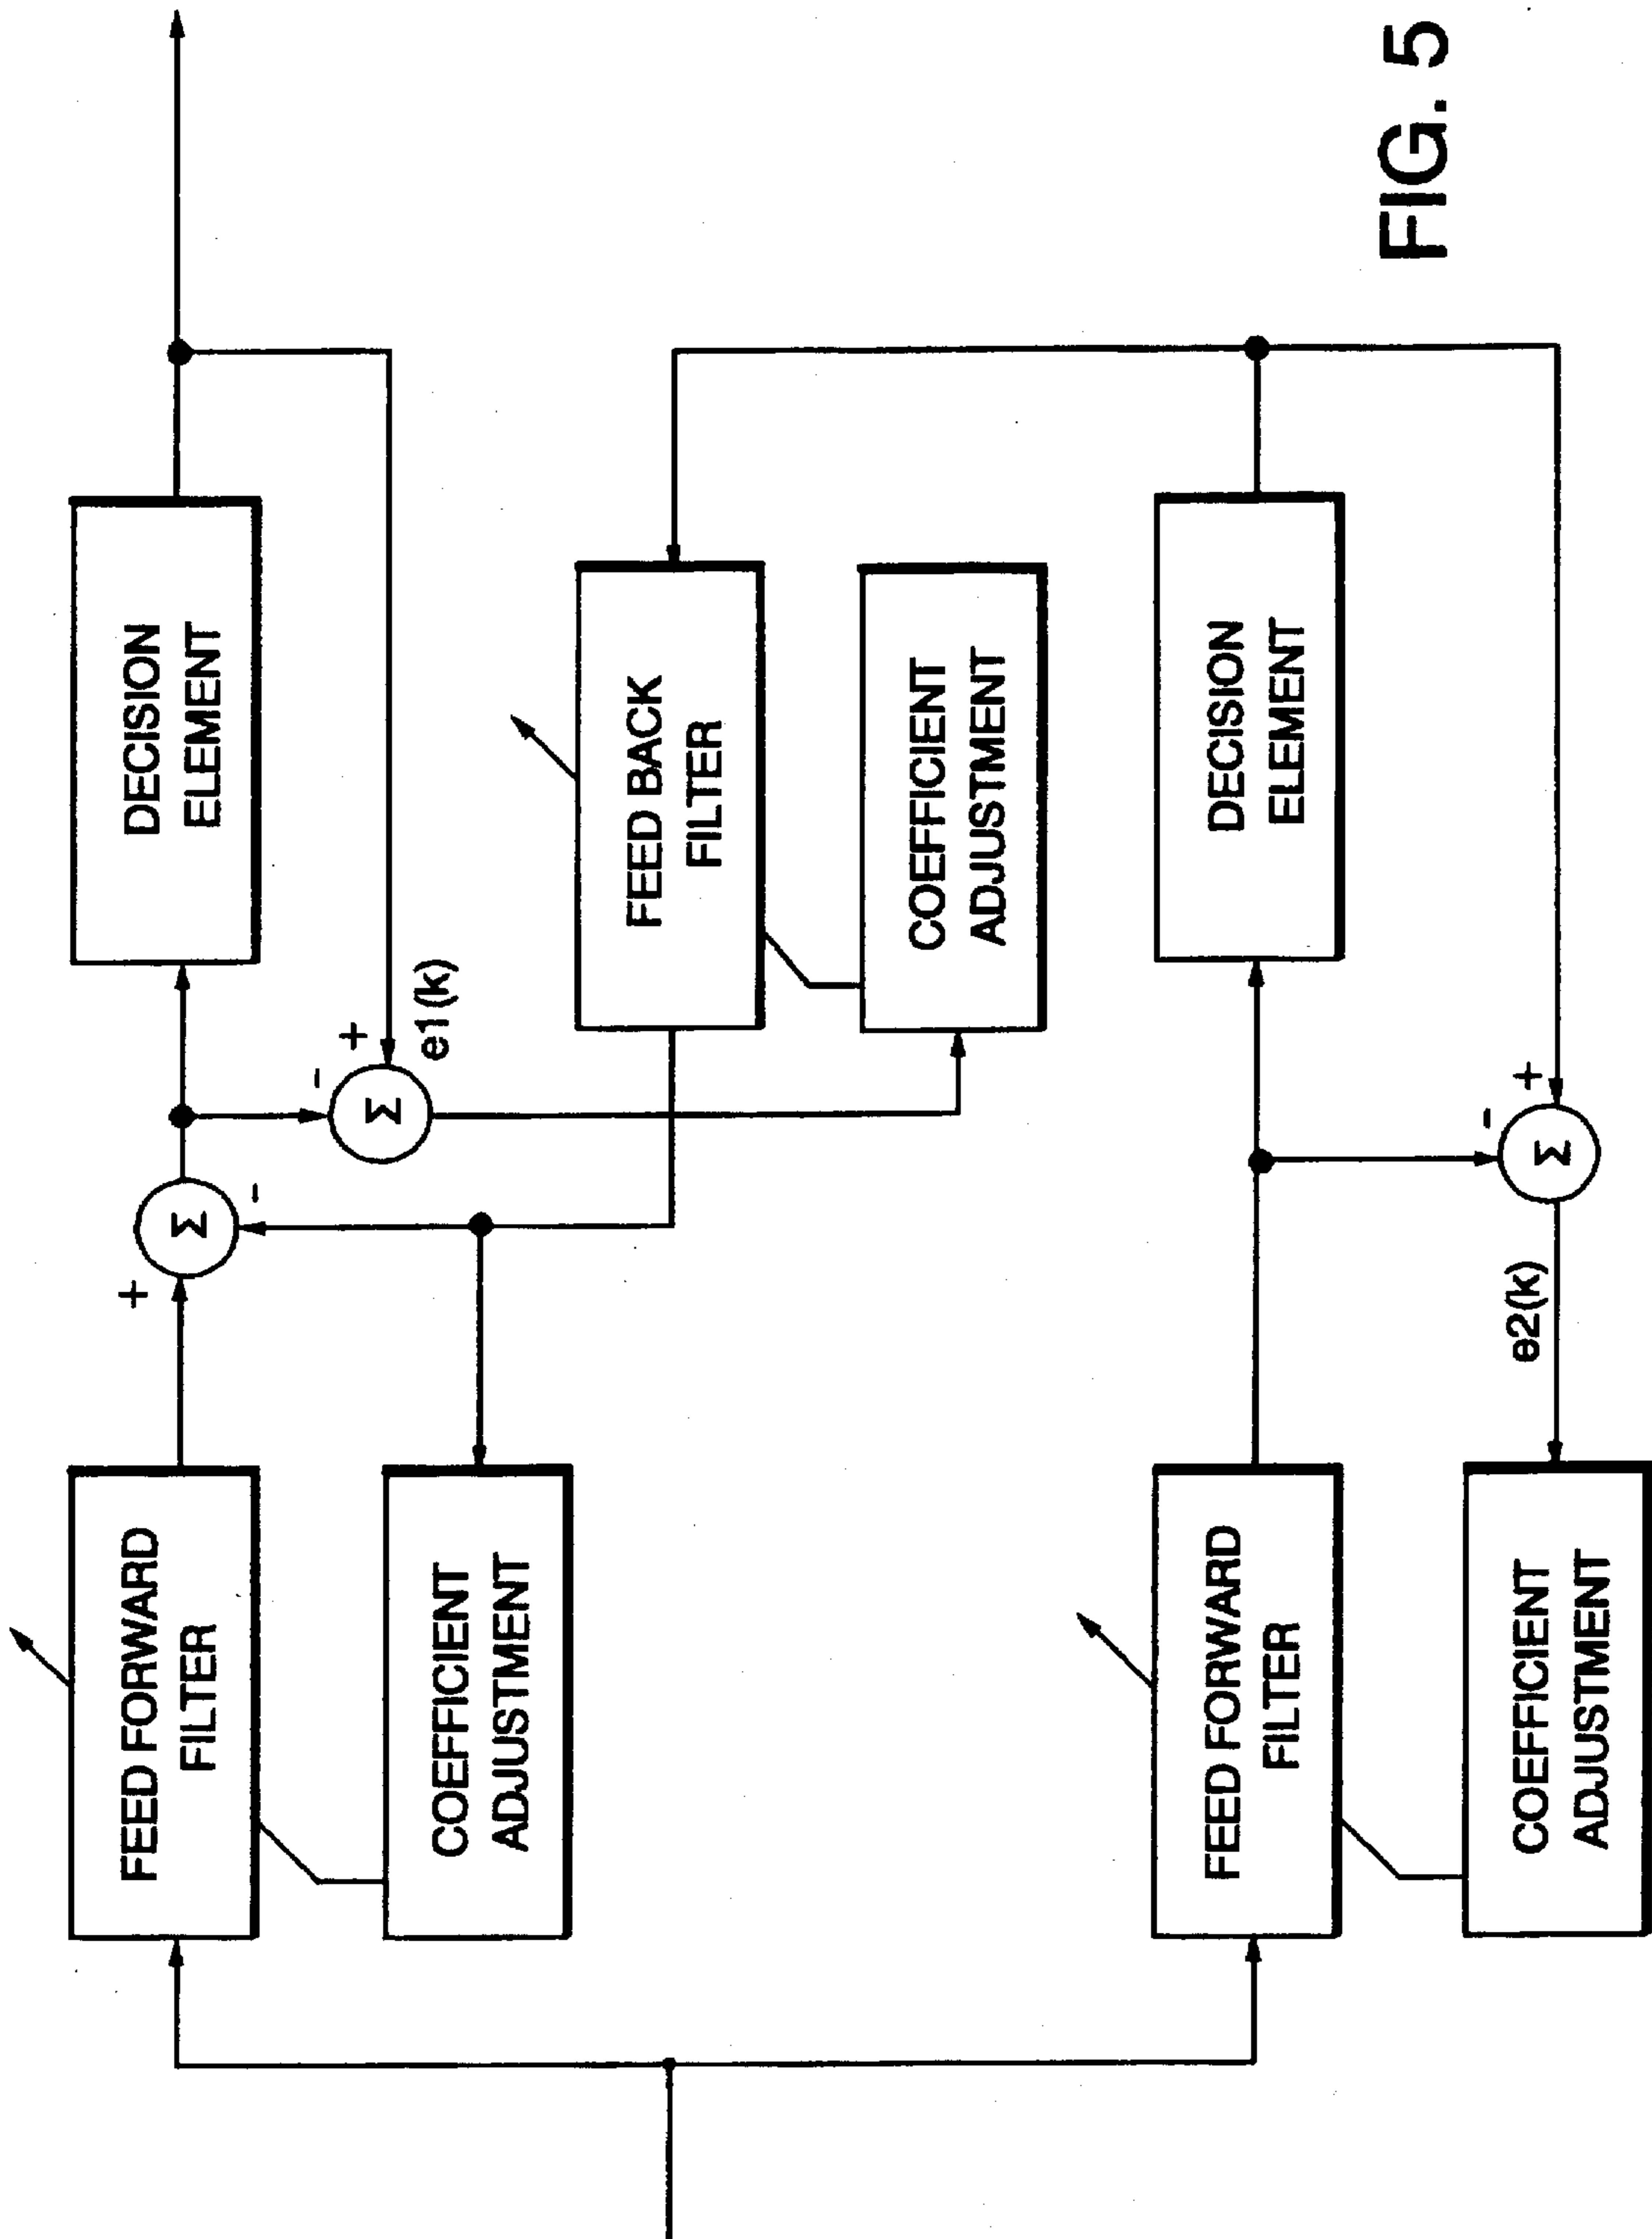 FEED FORWARD
FILTER
+
Σ
-
DECISION
ELEMENT
COEFFICIENT
ADJUSTMENT
-
+
Σ
e1(k)
FEED BACK
FILTER
COEFFICIENT
ADJUSTMENT
FEED FORWARD
FILTER
DECISION
ELEMENT
COEFFICIENT
ADJUSTMENT
e2(k)
-
+
Σ
FIG. 5